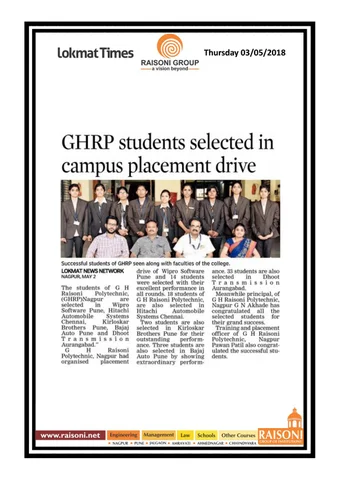 Lokmat Times
RAISONI GROUP
a vision beyond
Thursday 03/05/2018
GHRP students selected in
campus placement drive
Successful students of GHRP seen along with faculties of the college.
LOKMAT NEWS NETWORK
NAGPUR, MAY 2
The students of G H
Raisoni Polytechnic,
(GHRP)Nagpur are
selected in Wipro
Software Pune, Hitachi
Automobile Systems
Chennai, Kirloskar
Brothers Pune, Bajaj
Auto Pune and Dhoot
Transmission
Aurangabad."
G H Raisoni
Polytechnic, Nagpur had
organised placement
drive of Wipro Software
Pune and 14 students
were selected with their
excellent performance in
all rounds. 18 students of
G H Raisoni Polytechnic,
are also selected in
Hitachi Automobile
Systems Chennai.
Two students are also
selected in Kirloskar
Brothers Pune for their
outstanding perform-
ance. Three students are
also selected in Bajaj
Auto Pune by showing
extraordinary perform-
ance. 33 students are also
selected in Dhoot
Transmission
Aurangabad.
Meanwhile principal, of
G H Raisoni Polytechnic,
Nagpur G N Akhade has
congratulated all the
selected students for
their grand success.
Training and placement
officer of G H Raisoni
Polytechnic, Nagpur
Pawan Patil also congrat-
ulated the successful stu-
dents.
www.raisoni.net Engineering Management Law Schools Other Courses RAISONI
• NAGPUR • PUNE • JALGAON • AMRAVATI • AHMEDNAGAR • CHHINDWARA